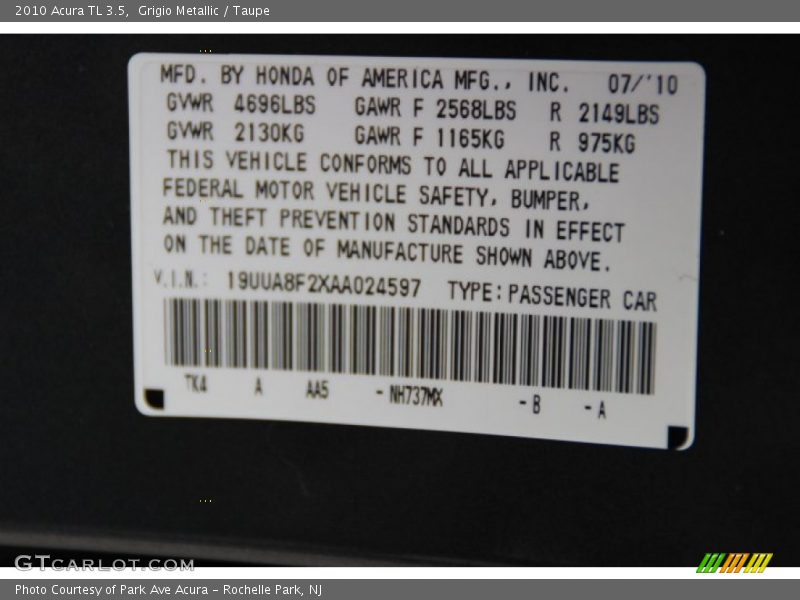 2010 Acura TL 3.5,  Grigio Metallic / Taupe
MFD. BY HONDA OF AMERICA MFG., INC. 07/'10
GVWR 4696LBS GAWR F 2568LBS R 2149LBS
GVWR 2130KG GAWR F 1165KG R 975KG
THIS VEHICLE CONFORMS TO ALL APPLICABLE
FEDERAL MOTOR VEHICLE SAFETY, BUMPER,
AND THEFT PREVENTION STANDARDS IN EFFECT
ON THE DATE OF MANUFACTURE SHOWN ABOVE.
V.I.N.: 19UUA8F2XAA024597 TYPE:PASSENGER CAR
TK4 A AA5 -NH737MX -B -A
GTCARLOT.COM
Photo Courtesy of Park Ave Acura - Rochelle Park, NJ